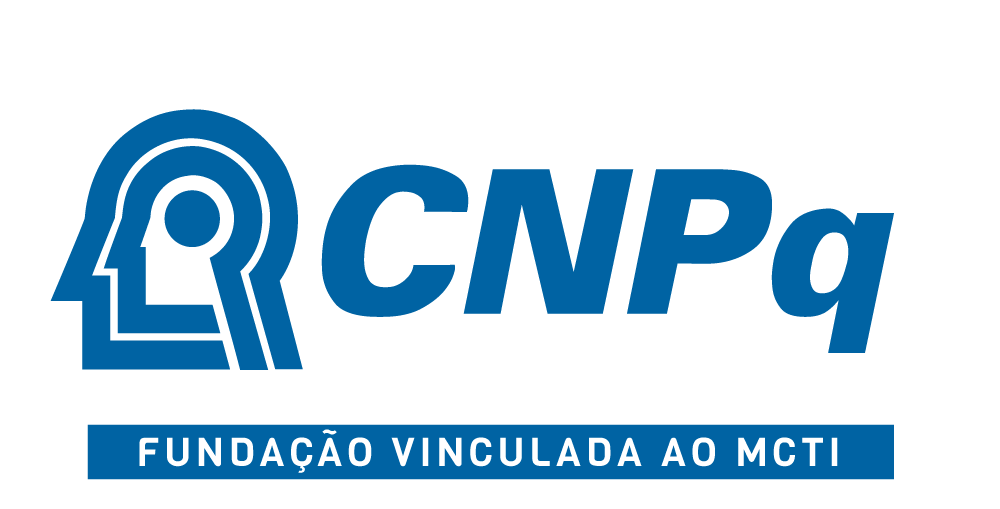 CNPq
FUNDAÇÃO VINCULADA AO MCTI